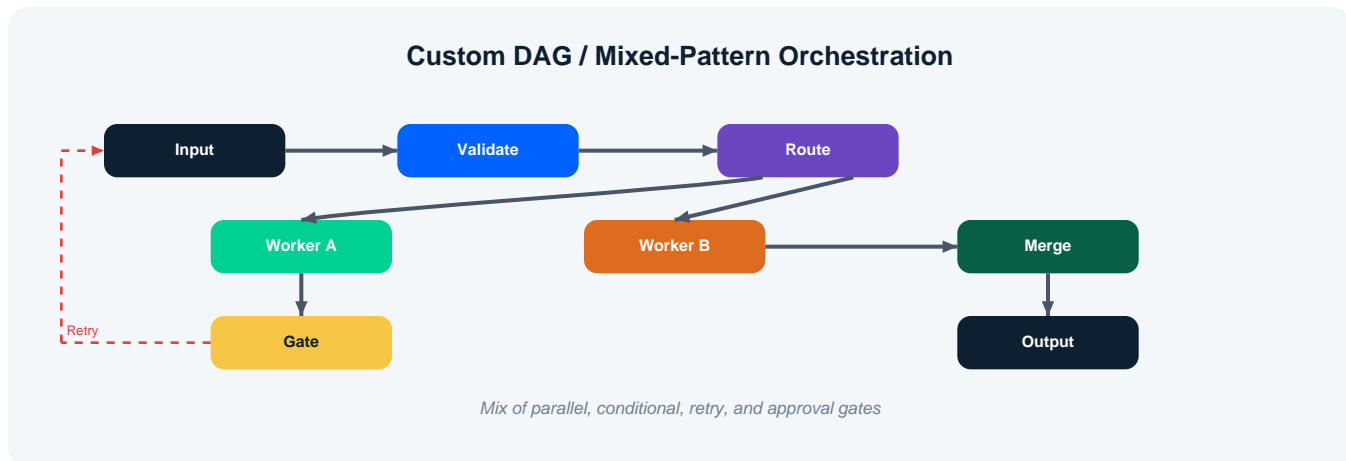 Custom DAG / Mixed-Pattern Orchestration
Input
Validate
Route
Worker A
Worker B
Merge
Retry
Gate
Output
Mix of parallel, conditional, retry, and approval gates